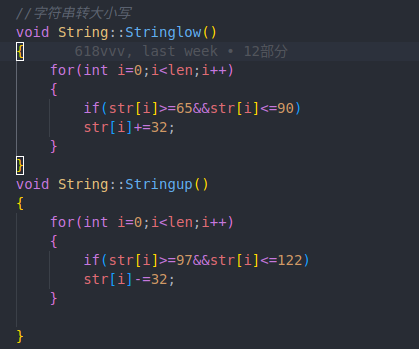 //字符串转大小写
void String::Stringlow()
{ 618vvv, last week • 12部分
for(int i=0;i<len;i++)
{
if(str[i]>=65&&str[i]<=90)
str[i]+=32;
}
}
void String::Stringup()
{
for(int i=0;i<len;i++)
{
if(str[i]>=97&&str[i]<=122)
str[i]-=32;
}
}